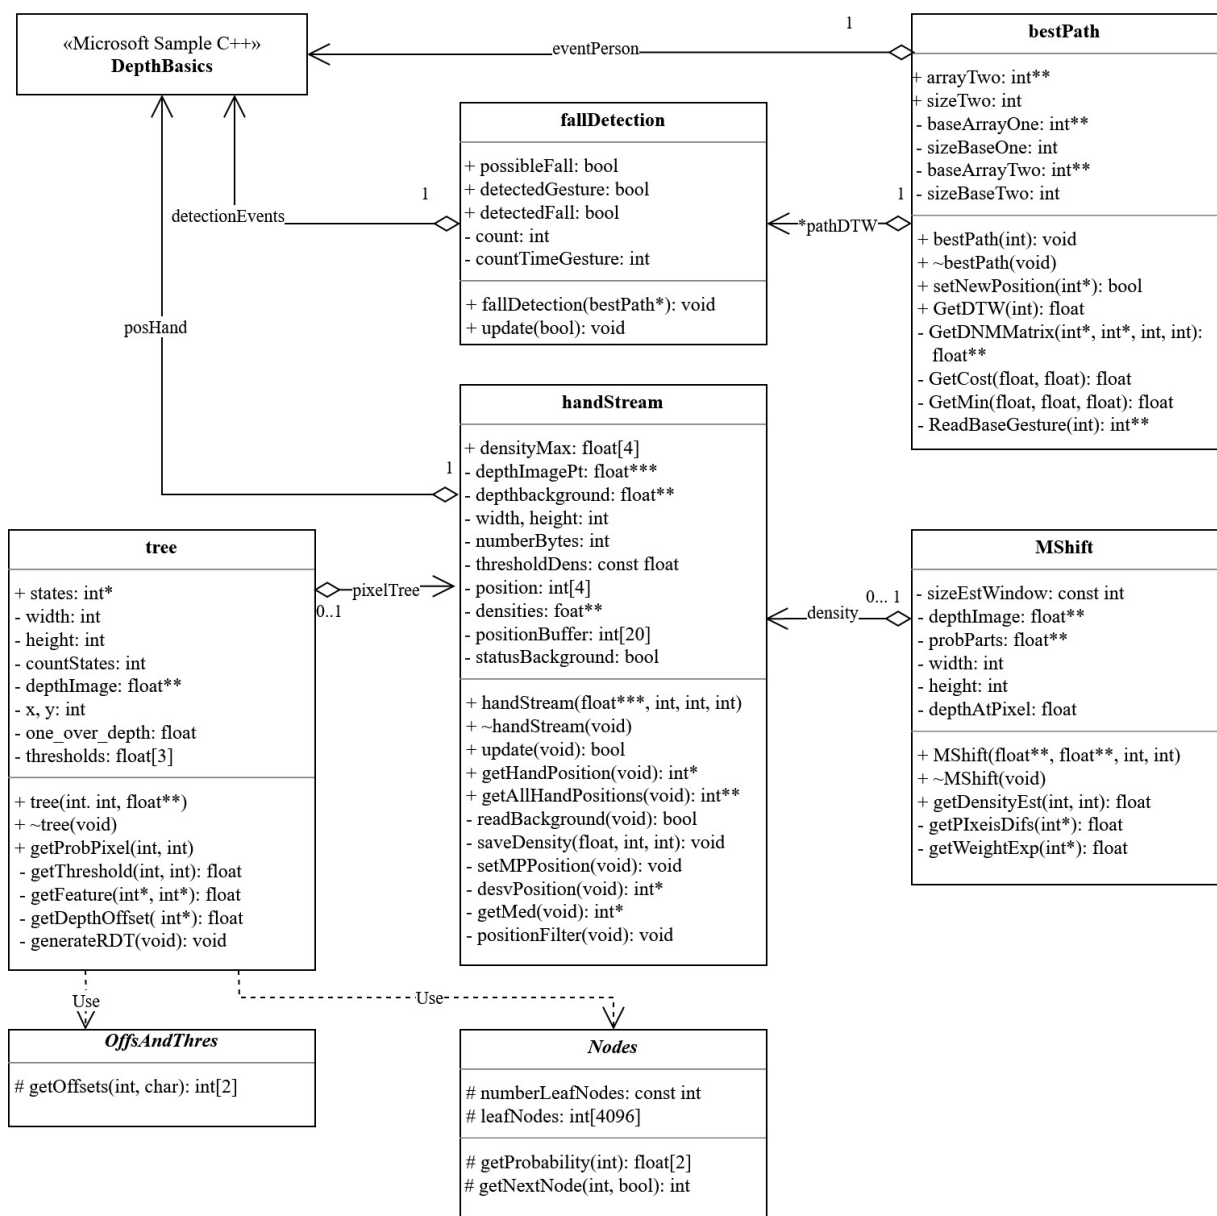 «Microsoft Sample C++»
DepthBasics
eventPerson
1
bestPath
+ arrayTwo: int**
+ sizeTwo: int
- baseArrayOne: int**
- sizeBaseOne: int
- baseArrayTwo: int**
- sizeBaseTwo: int
+ bestPath(int): void
+ ~bestPath(void)
+ setNewPosition(int*): bool
+ GetDTW(int): float
- GetDNMMatrix(int*, int*, int, int):
float**
- GetCost(float, float): float
- GetMin(float, float, float): float
- ReadBaseGesture(int): int**
fallDetection
+ possibleFall: bool
+ detectedGesture: bool
+ detectedFall: bool
- count: int
- countTimeGesture: int
+ fallDetection(bestPath*): void
+ update(bool): void
detectionEvents
1
*pathDTW
1
posHand
1
handStream
+ densityMax: float[4]
- depthImagePt: float***
- depthbackground: float**
- width, height: int
- numberBytes: int
- thresholdDens: const float
- position: int[4]
- densities: foat**
- positionBuffer: int[20]
- statusBackground: bool
+ handStream(float***, int, int, int)
+ ~handStream(void)
+ update(void): bool
+ getHandPosition(void): int*
+ getAllHandPositions(void): int**
- readBackground(void): bool
- saveDensity(float, int, int): void
- setMPPosition(void): void
- desvPosition(void): int*
- getMed(void): int*
- positionFilter(void): void
tree
+ states: int*
- width: int
- height: int
- countStates: int
- depthImage: float**
- x, y: int
- one_over_depth: float
- thresholds: float[3]
+ tree(int. int, float**)
+ ~tree(void)
+ getProbPixel(int, int)
- getThreshold(int, int): float
- getFeature(int*, int*): float
- getDepthOffset( int*): float
- generateRDT(void): void
pixelTree
0..1
density
0... 1
MShift
- sizeEstWindow: const int
- depthImage: float**
- probParts: float**
- width: int
- height: int
- depthAtPixel: float
+ MShift(float**, float**, int, int)
+ ~MShift(void)
+ getDensityEst(int, int): float
- getPIxeisDifs(int*): float
- getWeightExp(int*): float
Use
Use
OffsAndThres
# getOffsets(int, char): int[2]
Nodes
# numberLeafNodes: const int
# leafNodes: int[4096]
# getProbability(int): float[2]
# getNextNode(int, bool): int